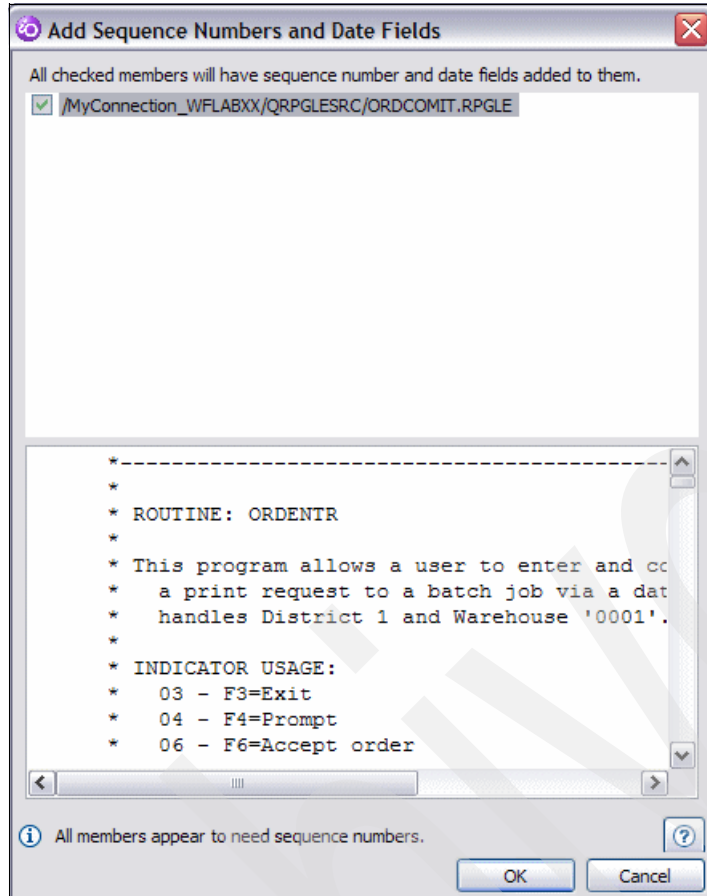 Add Sequence Numbers and Date Fields
All checked members will have sequence number and date fields added to them.
/MyConnection_WFLABXX/QRPGLESRC/ORDCOMIT.RPGLE
*-------------------------------------------
*
* ROUTINE: ORDENTR
*
* This program allows a user to enter and co
*   a print request to a batch job via a dat
*   handles District 1 and Warehouse '0001'.
*
* INDICATOR USAGE:
*   03 - F3=Exit
*   04 - F4=Prompt
*   06 - F6=Accept order
All members appear to need sequence numbers.
?
OK Cancel